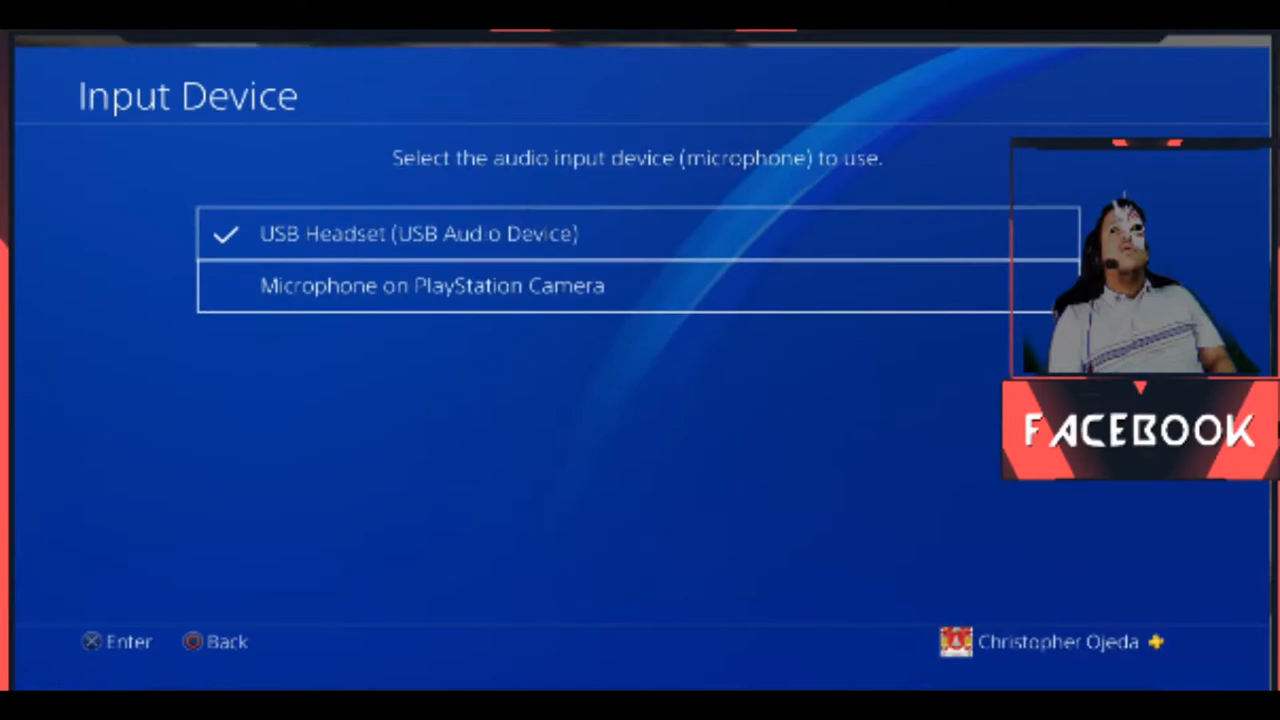 Input Device
Select the audio input device (microphone) to use.
USB Headset (USB Audio Device)
Microphone on PlayStation Camera
FACEBOOK
Enter
Back
Christopher Ojeda